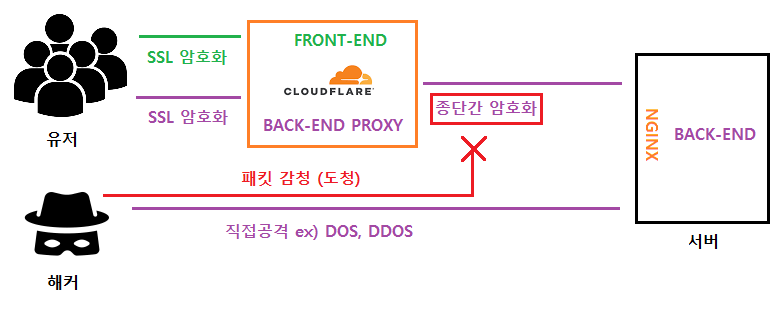 FRONT-END
SSL 암호화
CLOUDFLARE
SSL 암호화
BACK-END PROXY
종단간 암호화
유저
NGINX
BACK-END
패킷 감청 (도청)
직접공격 ex) DOS, DDOS
서버
해커